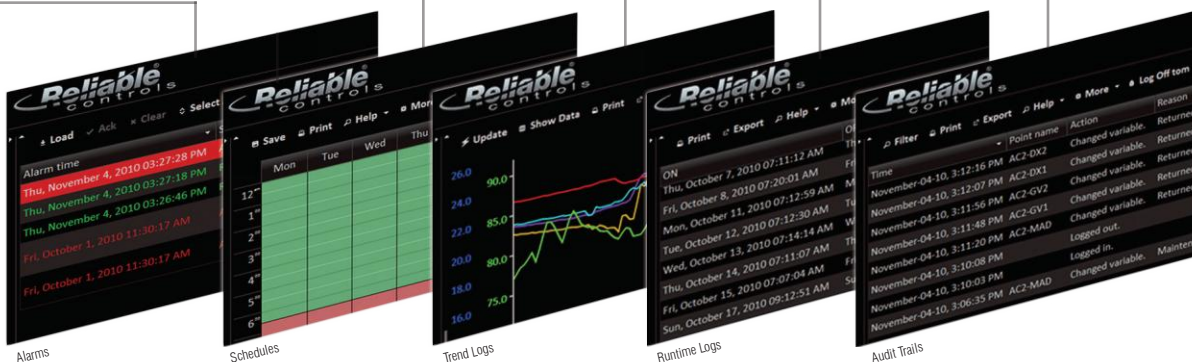 Reliable
controls
Load Ack Clear Select
Alarm time
Thu, November 4, 2010 03:27:28 PM
Thu, November 4, 2010 03:27:18 PM
Thu, November 4, 2010 03:26:46 PM
Fri, October 1, 2010 11:30:17 AM
Fri, October 1, 2010 11:30:17 AM
Alarms
Reliable
controls
Save Print Help More
Mon Tue Wed Thu
12
1
2
3
4
5
6
Schedules
Reliable
controls
Update Show Data Print
26.0
24.0
22.0
20.0
18.0
16.0
90.0
85.0
80.0
75.0
Trend Logs
Reliable
controls
Print Export Help
ON
Thu, October 7, 2010 07:11:12 AM
Fri, October 8, 2010 07:20:01 AM
Mon, October 11, 2010 07:12:59 AM
Tue, October 12, 2010 07:12:30 AM
Wed, October 13, 2010 07:14:14 AM
Thu, October 14, 2010 07:11:07 AM
Fri, October 15, 2010 07:07:04 AM
Sun, October 17, 2010 09:12:51 AM
Runtime Logs
Reliable
controls
Filter Print Export Help More Log Off tom
Time Point name Action Reason
November-04-10, 3:12:16 PM AC2-DX2 Changed variable. Returne
November-04-10, 3:12:07 PM AC2-DX1 Changed variable. Returne
November-04-10, 3:11:56 PM AC2-GV2 Changed variable. Returne
November-04-10, 3:11:48 PM AC2-GV1 Changed variable. Returne
November-04-10, 3:11:20 PM AC2-MAD Changed variable. Returne
November-04-10, 3:10:08 PM Logged out.
November-04-10, 3:10:03 PM Logged in.
November-04-10, 3:06:35 PM AC2-MAD Changed variable. Mainten
Audit Trails